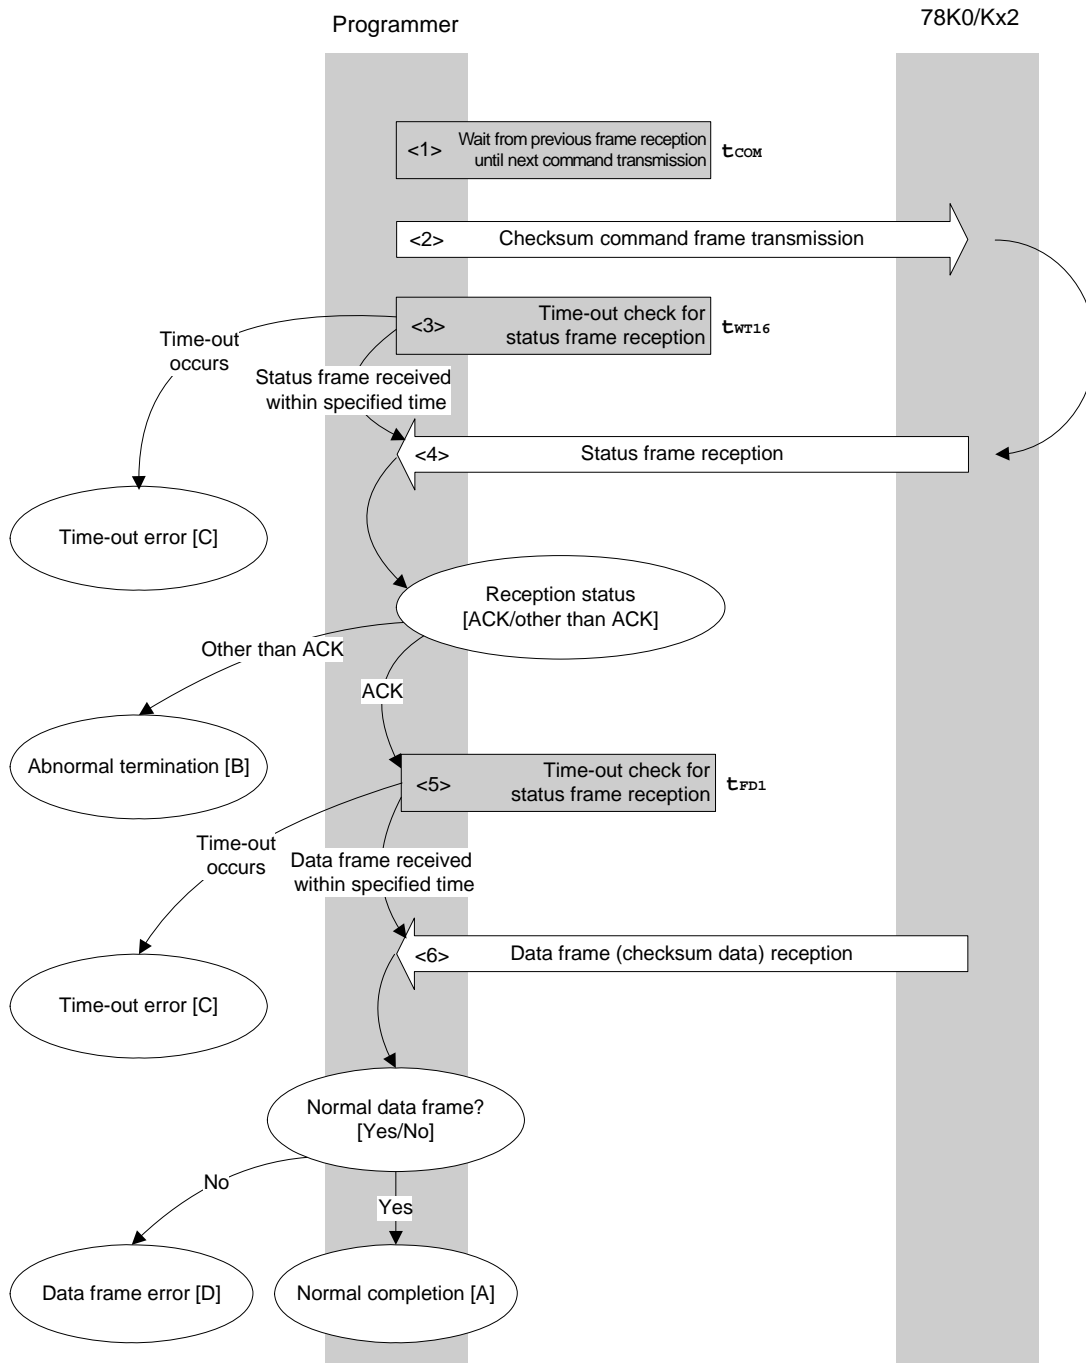 Programmer
78K0/Kx2
<1> Wait from previous frame reception
until next command transmission
tCOM
<2> Checksum command frame transmission
<3> Time-out check for
status frame reception
tWT16
Time-out
occurs
Status frame received
within specified time
<4> Status frame reception
Time-out error [C]
Reception status
[ACK/other than ACK]
Other than ACK
ACK
Abnormal termination [B]
<5> Time-out check for
status frame reception
tFD1
Time-out
occurs
Data frame received
within specified time
<6> Data frame (checksum data) reception
Time-out error [C]
Normal data frame?
[Yes/No]
No
Yes
Data frame error [D]
Normal completion [A]